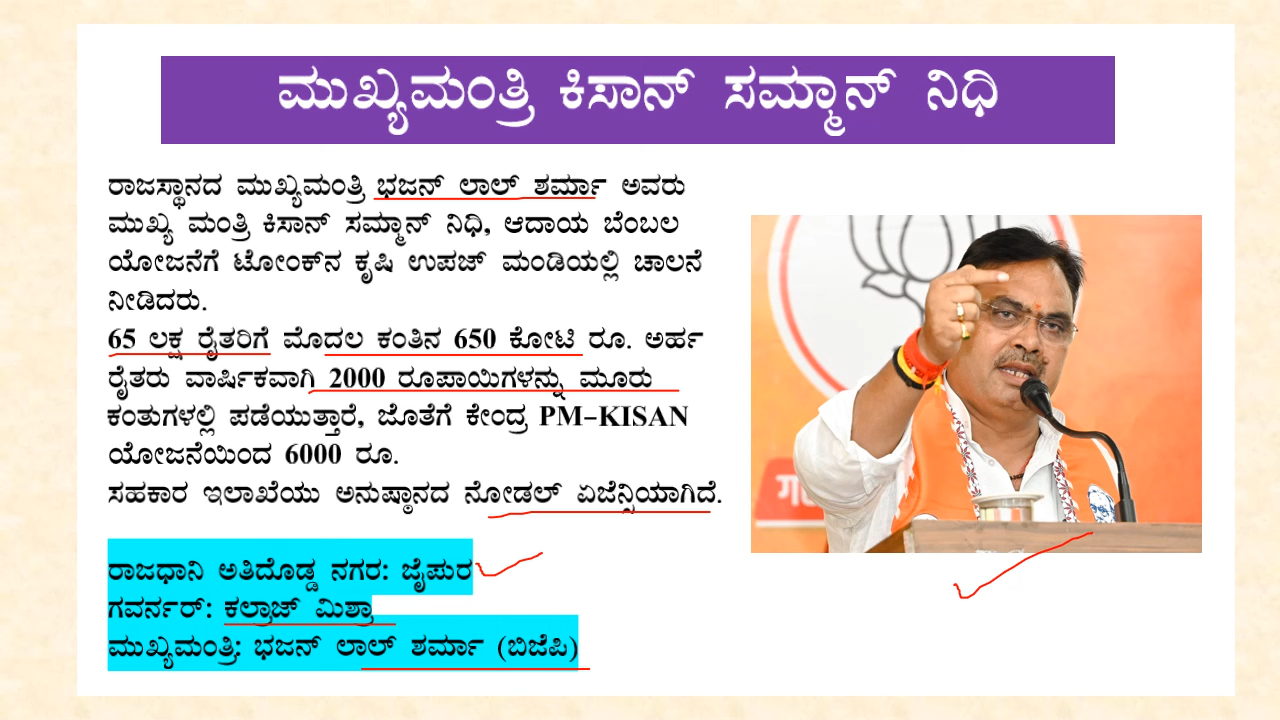 ಮುಖ್ಯಮಂತ್ರಿ ಕಿಸಾನ್ ಸಮ್ಮಾನ್ ನಿಧಿ
ರಾಜಸ್ಥಾನದ ಮುಖ್ಯಮಂತ್ರಿ ಭಜನ್ ಲಾಲ್ ಶರ್ಮಾ ಅವರು
ಮುಖ್ಯ ಮಂತ್ರಿ ಕಿಸಾನ್ ಸಮ್ಮಾನ್ ನಿಧಿ, ಆದಾಯ ಬೆಂಬಲ
ಯೋಜನೆಗೆ ಟೋಂಕ್‌ನ ಕೃಷಿ ಉಪಜ್ ಮಂಡಿಯಲ್ಲಿ ಚಾಲನೆ
ನೀಡಿದರು.
65 ಲಕ್ಷ ರೈತರಿಗೆ ಮೊದಲ ಕಂತಿನ 650 ಕೋಟಿ ರೂ. ಅರ್ಹ
ರೈತರು ವಾರ್ಷಿಕವಾಗಿ 2000 ರೂಪಾಯಿಗಳನ್ನು ಮೂರು
ಕಂತುಗಳಲ್ಲಿ ಪಡೆಯುತ್ತಾರೆ, ಜೊತೆಗೆ ಕೇಂದ್ರ PM-KISAN
ಯೋಜನೆಯಿಂದ 6000 ರೂ.
ಸಹಕಾರ ಇಲಾಖೆಯು ಅನುಷ್ಠಾನದ ನೋಡಲ್ ಏಜೆನ್ಸಿಯಾಗಿದೆ.
ರಾಜಧಾನಿ ಅತಿದೊಡ್ಡ ನಗರ: ಜೈಪುರ
ಗವರ್ನರ್: ಕಲ್ರಾಜ್ ಮಿಶ್ರಾ
ಮುಖ್ಯಮಂತ್ರಿ: ಭಜನ್ ಲಾಲ್ ಶರ್ಮಾ (ಬಿಜೆಪಿ)